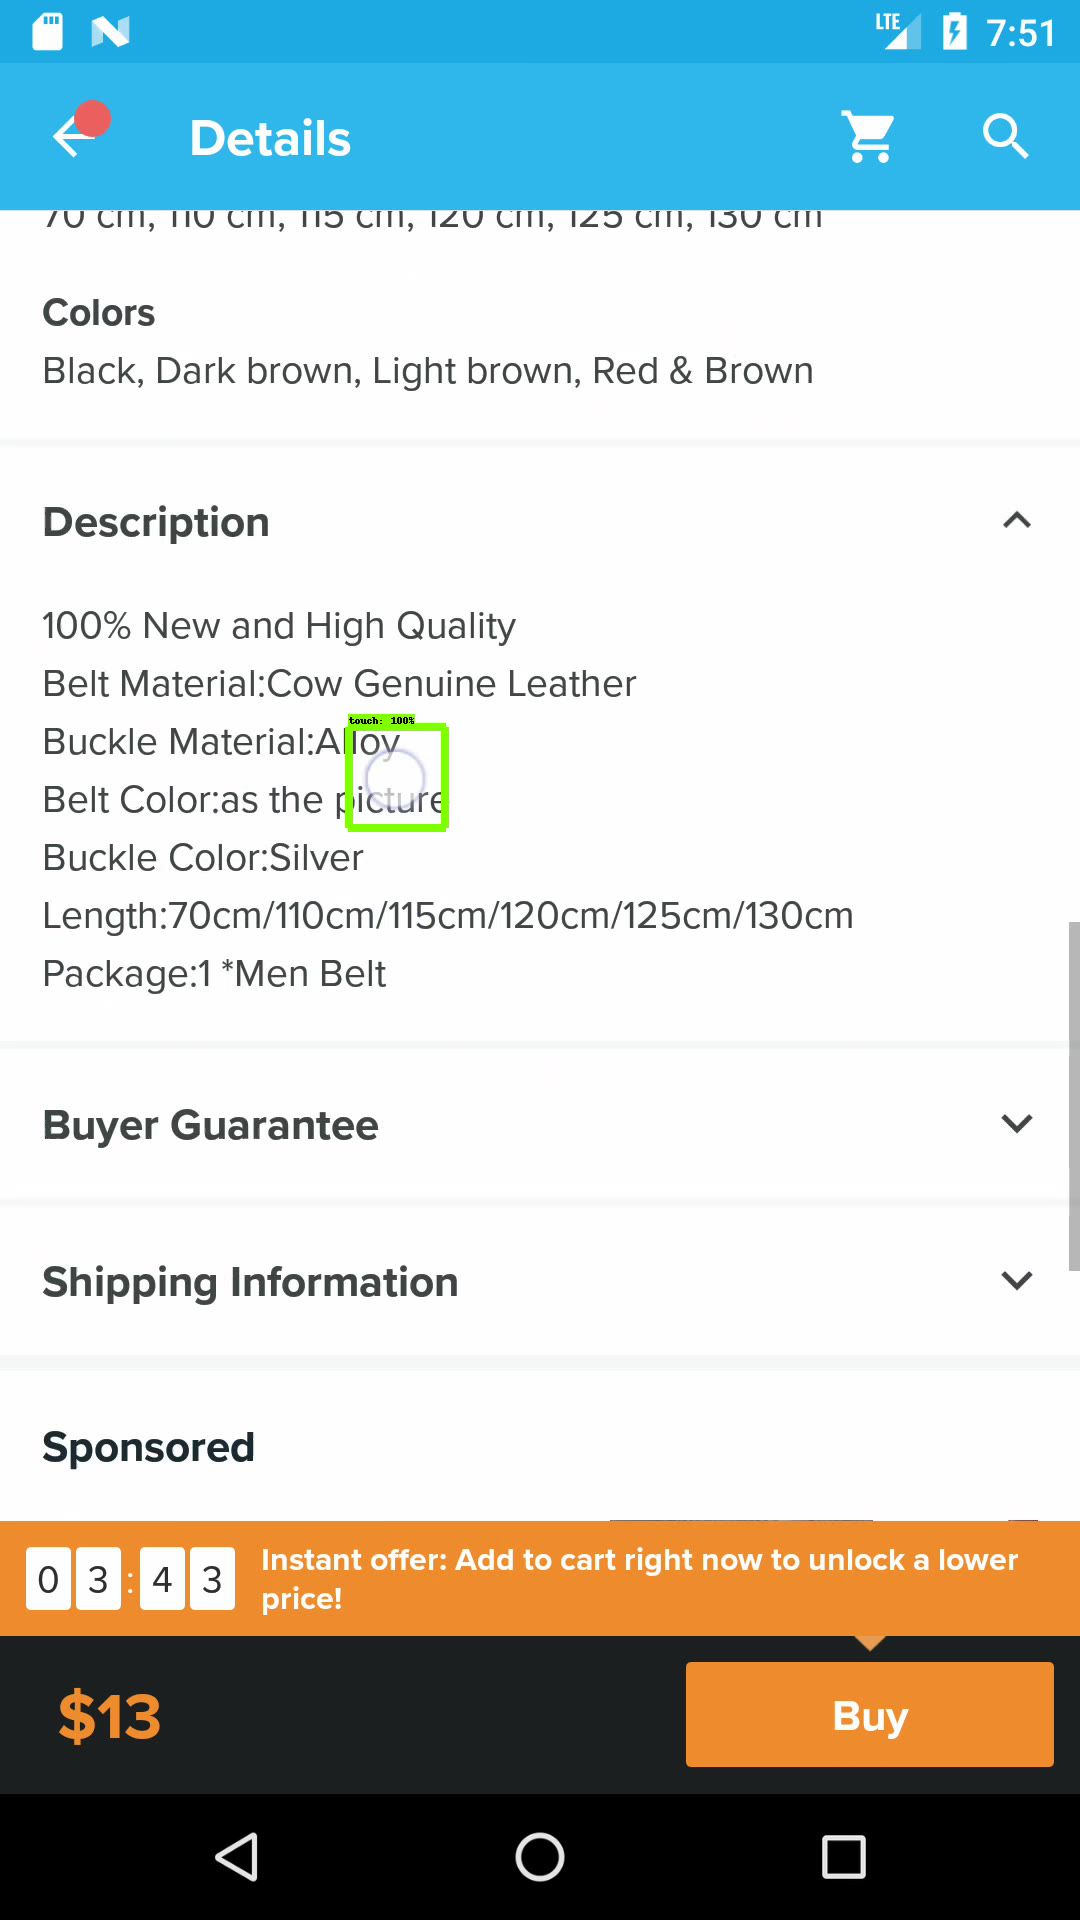 LTE 7:51
Details
70 cm, 110 cm, 115 cm, 120 cm, 125 cm, 130 cm
Colors
Black, Dark brown, Light brown, Red & Brown
Description
100% New and High Quality
Belt Material:Cow Genuine Leather
touch: 100%
Buckle Material:Alloy
Belt Color:as the picture
Buckle Color:Silver
Length:70cm/110cm/115cm/120cm/125cm/130cm
Package:1 *Men Belt
Buyer Guarantee
Shipping Information
Sponsored
03:43
Instant offer: Add to cart right now to unlock a lower
price!
$13
Buy